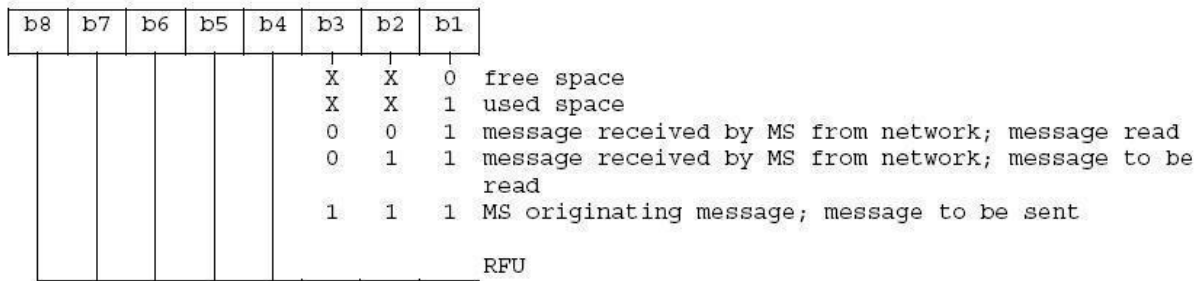 b8 b7 b6 b5 b4 b3 b2 b1
X X 0 free space
X X 1 used space
0 0 1 message received by MS from network; message read
0 1 1 message received by MS from network; message to be
read
1 1 1 MS originating message; message to be sent
RFU